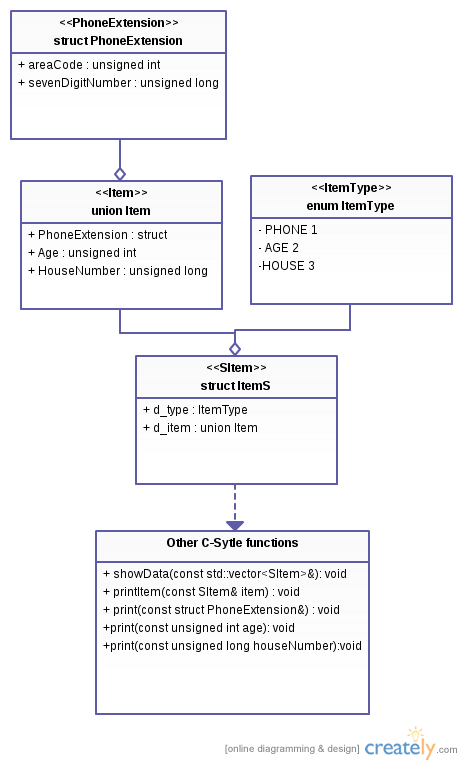 <<PhoneExtension>>
struct PhoneExtension
+ areaCode : unsigned int
+ sevenDigitNumber : unsigned long
<<Item>>
union Item
+ PhoneExtension : struct
+ Age : unsigned int
+ HouseNumber : unsigned long
<<ItemType>>
enum ItemType
- PHONE 1
- AGE 2
-HOUSE 3
<<SItem>>
struct ItemS
+ d_type : ItemType
+ d_item : union Item
Other C-Sytle functions
+ showData(const std::vector<SItem>&): void
+ printItem(const SItem& item) : void
+ print(const struct PhoneExtension&) : void
+print(const unsigned int age): void
+print(const unsigned long houseNumber):void
[online diagramming & design] creately.com